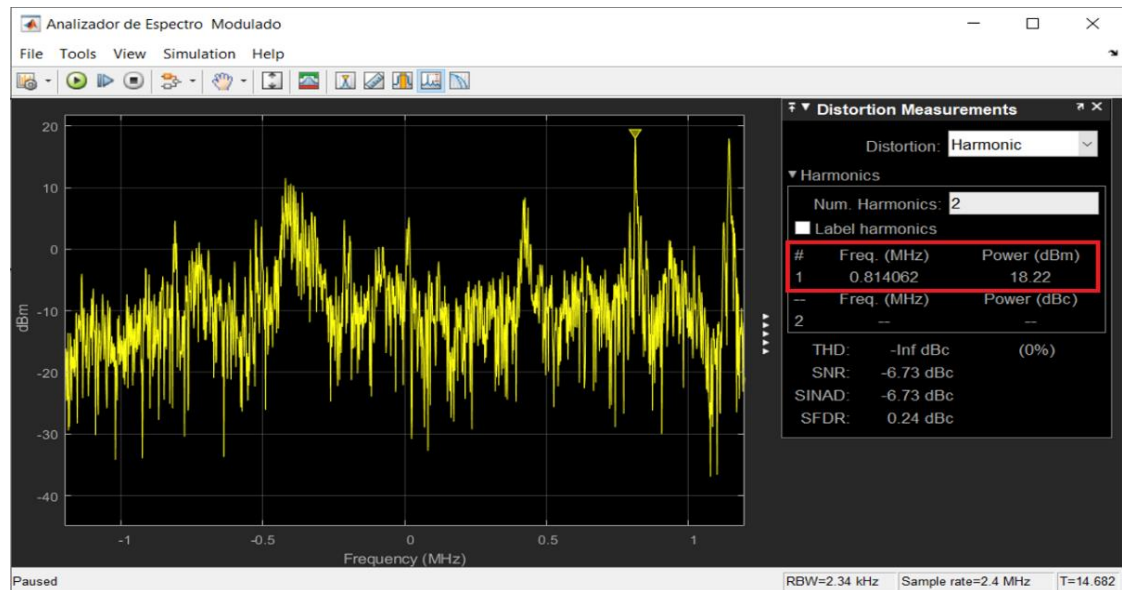 Analizador de Espectro Modulado
File Tools View Simulation Help
20
10
0
-10
-20
-30
-40
dBm
-1 -0.5 0 0.5 1
Frequency (MHz)
Distortion Measurements
Distortion: Harmonic
Harmonics
Num. Harmonics: 2
Label harmonics
# Freq. (MHz) Power (dBm)
1 0.814062 18.22
-- Freq. (MHz) Power (dBc)
2 -- --
THD: -Inf dBc (0%)
SNR: -6.73 dBc
SINAD: -6.73 dBc
SFDR: 0.24 dBc
Paused RBW=2.34 kHz Sample rate=2.4 MHz T=14.682